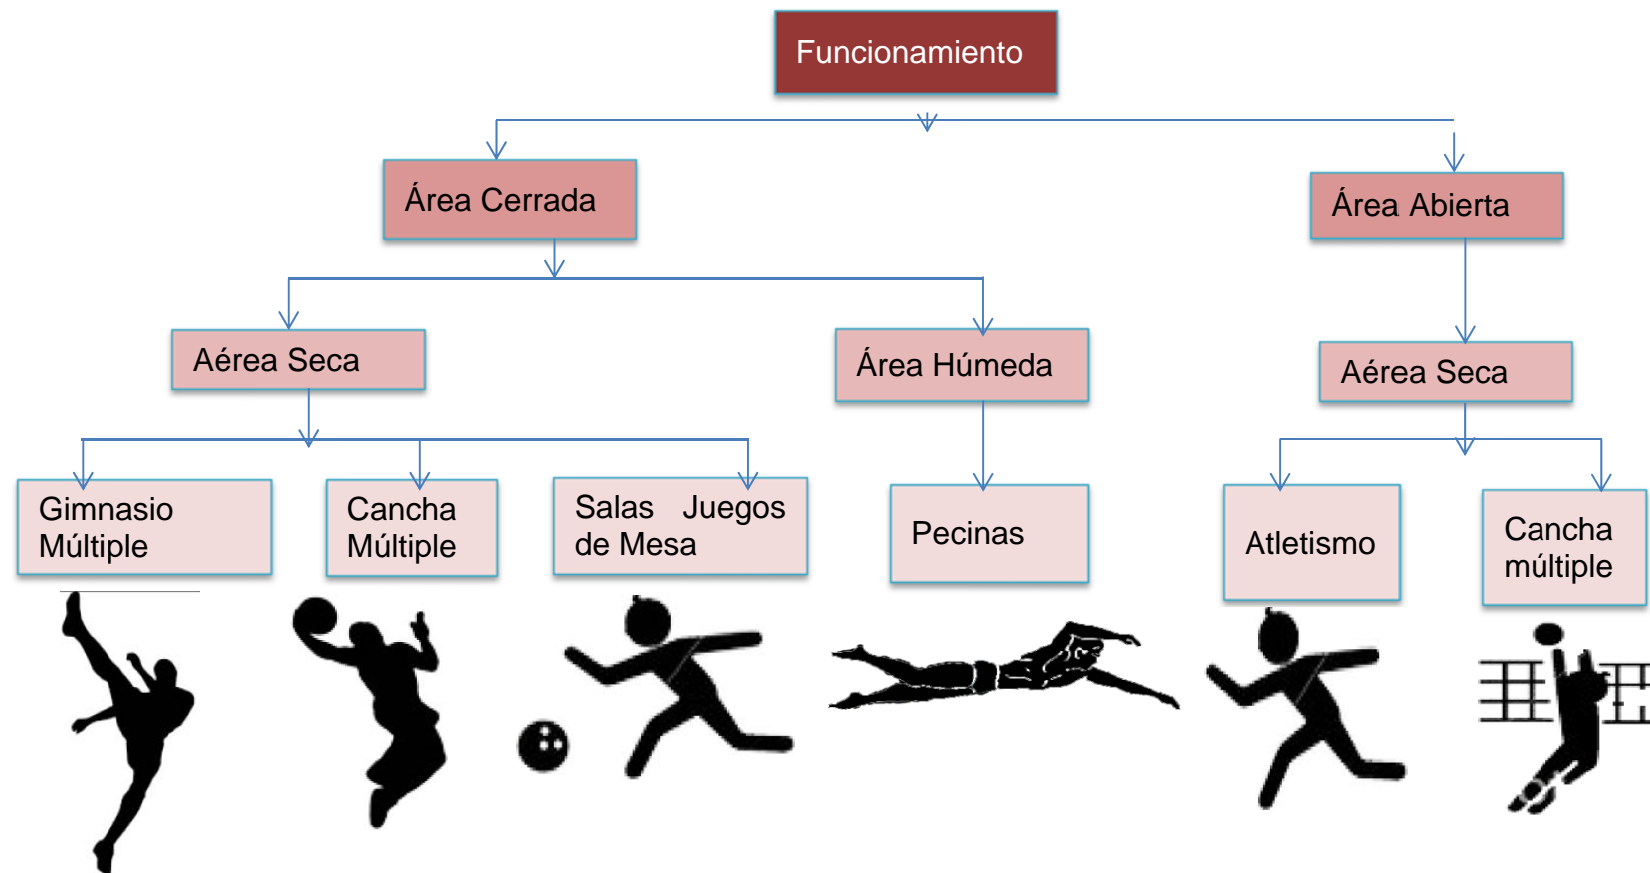 Funcionamiento
Área Cerrada
Área Abierta
Aérea Seca
Área Húmeda
Aérea Seca
Gimnasio
Múltiple
Cancha
Múltiple
Salas Juegos
de Mesa
Pecinas
Atletismo
Cancha
múltiple